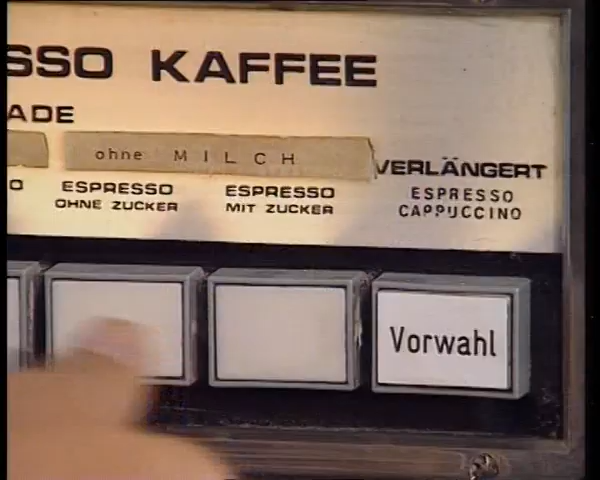 SSO KAFFEE
ADE
ohne MILCH
VERLÄNGERT
O ESPRESSO ESPRESSO ESPRESSO
OHNE ZUCKER MIT ZUCKER CAPPUCCINO
Vorwahl